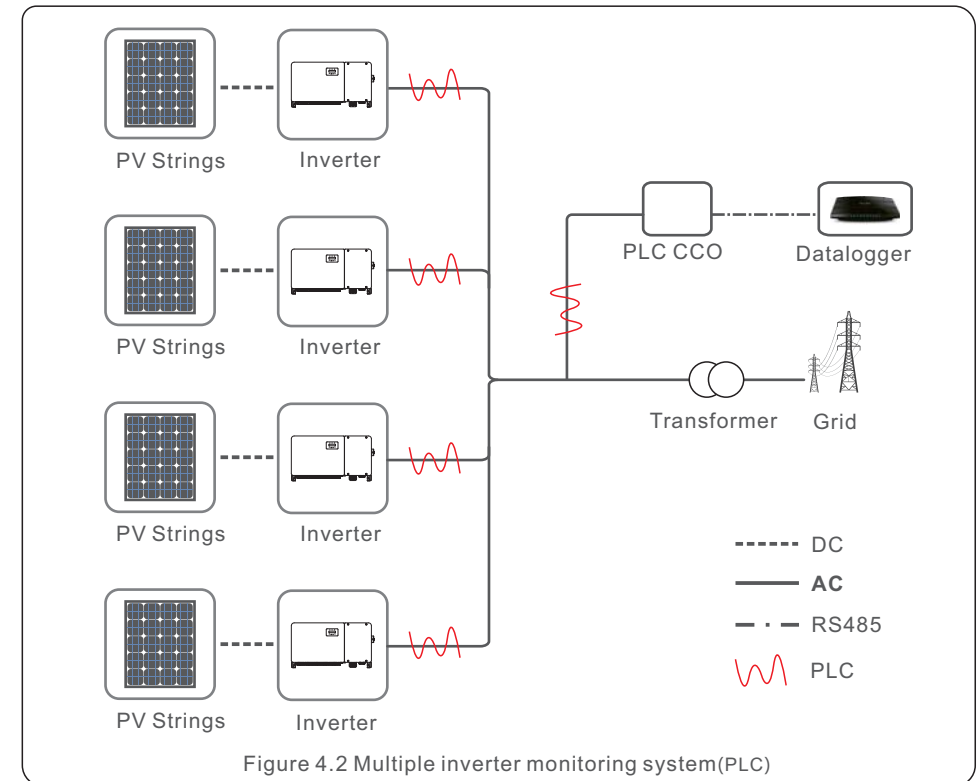 PV Strings
Inverter
PLC CCO
Datalogger
PV Strings
Inverter
Transformer
Grid
PV Strings
Inverter
DC
AC
RS485
PLC
PV Strings
Inverter
Figure 4.2 Multiple inverter monitoring system(PLC)